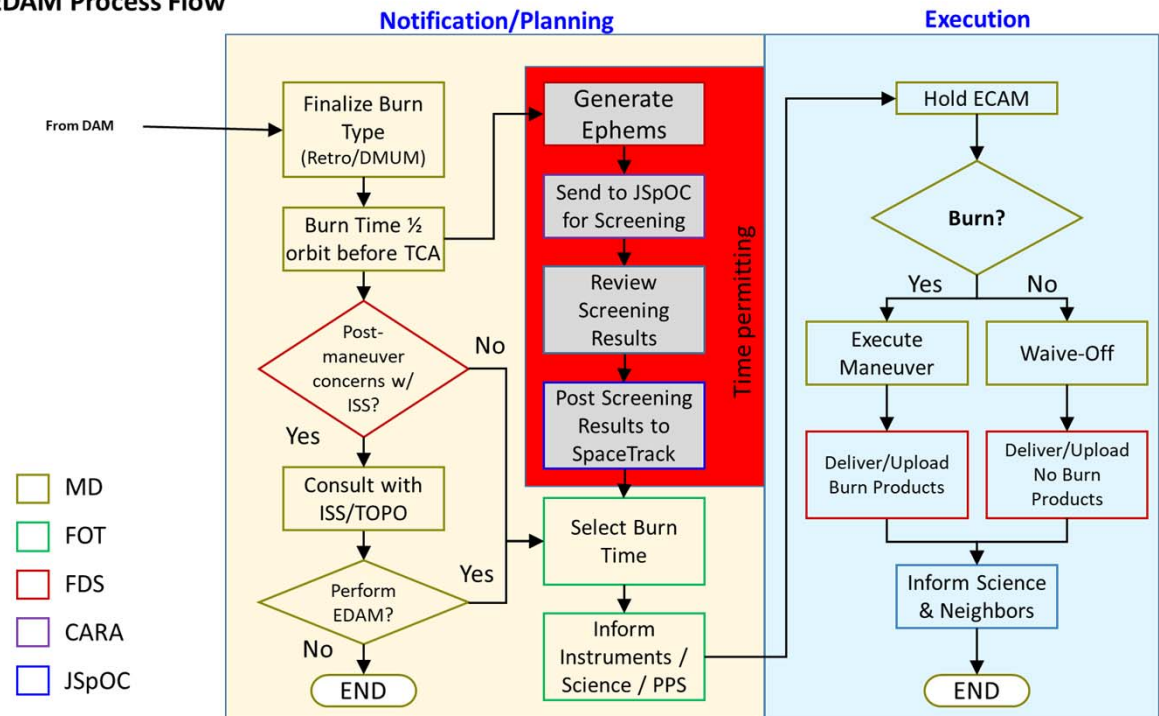 EDAM Process Flow
Notification/Planning
Execution
From DAM
Finalize Burn
Type
(Retro/DMUM)
Burn Time ½
orbit before TCA
Post-
maneuver
concerns w/
ISS?
No
Yes
Consult with
ISS/TOPO
Perform
EDAM?
Yes
No
END
Generate
Ephems
Send to JSpOC
for Screening
Review
Screening
Results
Post Screening
Results to
SpaceTrack
Time permitting
Select Burn
Time
Inform
Instruments /
Science / PPS
Hold ECAM
Burn?
Yes
No
Execute
Maneuver
Waive-Off
Deliver/Upload
Burn Products
Deliver/Upload
No Burn
Products
Inform Science
& Neighbors
END
MD
FOT
FDS
CARA
JSpOC